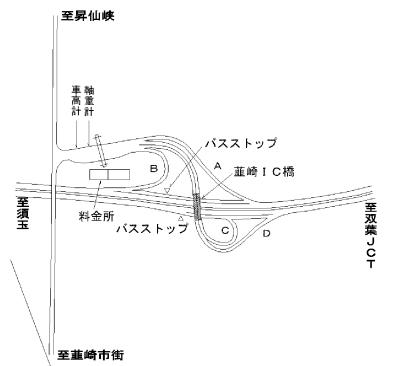 至昇仙峡
車高計
軸重計
バスストップ
A
B
韮崎ＩＣ橋
至須玉
料金所
バスストップ
C
D
至双葉ＪＣＴ
至韮崎市街